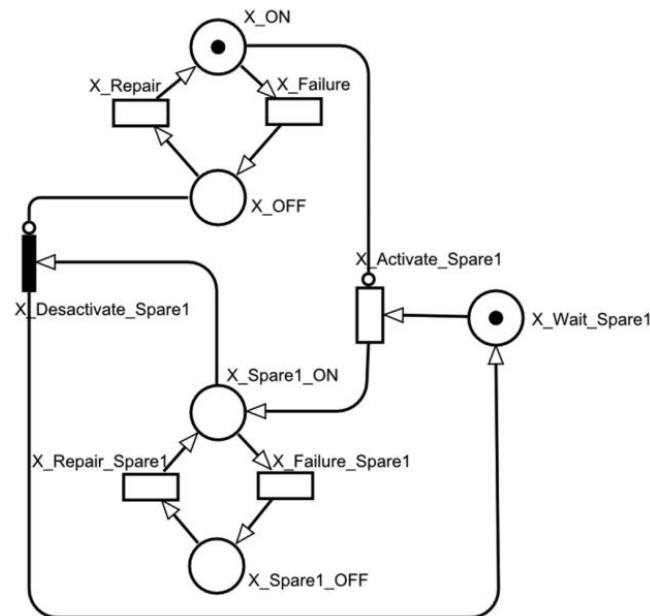 X_ON
X_Repair
X_Failure
X_OFF
X_Activate_Spare1
X_Desactivate_Spare1
X_Wait_Spare1
X_Spare1_ON
X_Repair_Spare1
X_Failure_Spare1
X_Spare1_OFF